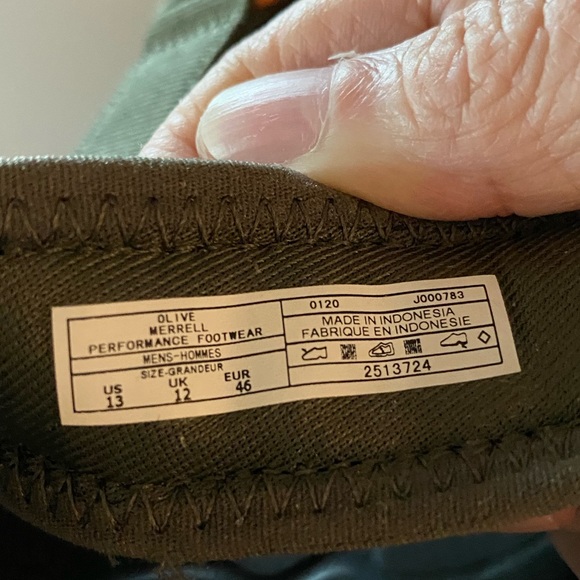 OLIVE
MERRELL
PERFORMANCE FOOTWEAR
MENS-HOMMES
SIZE-GRANDEUR
US UK EUR
13 12 46
0120 J000783
MADE IN INDONESIA
FABRIQUE EN INDONESIE
2513724